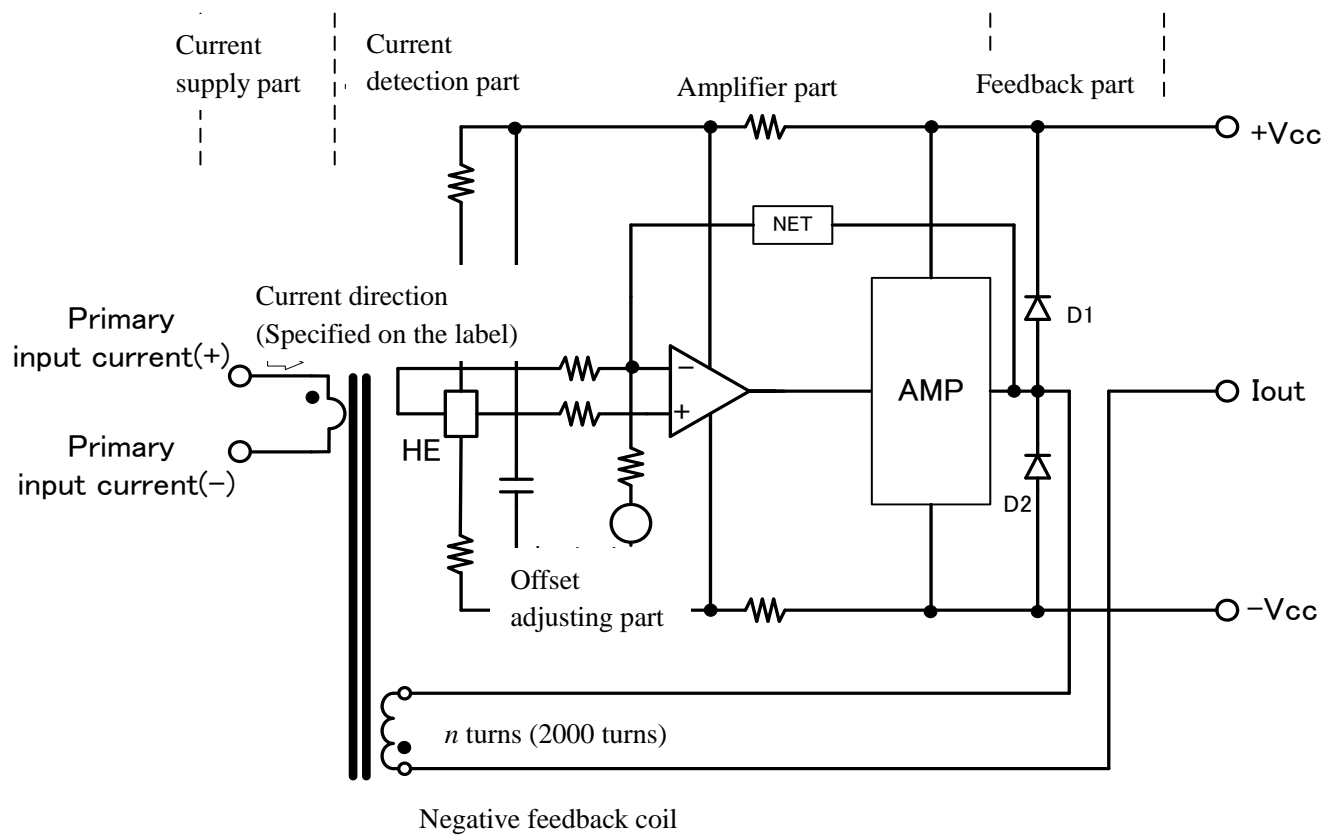 Current
supply part
Current
detection part
Amplifier part
Feedback part
+Vcc
NET
Current direction
(Specified on the label)
Primary
input current(+)
D1
−
AMP
Iout
+
HE
Primary
input current(−)
D2
Offset
adjusting part
−Vcc
n turns (2000 turns)
Negative feedback coil